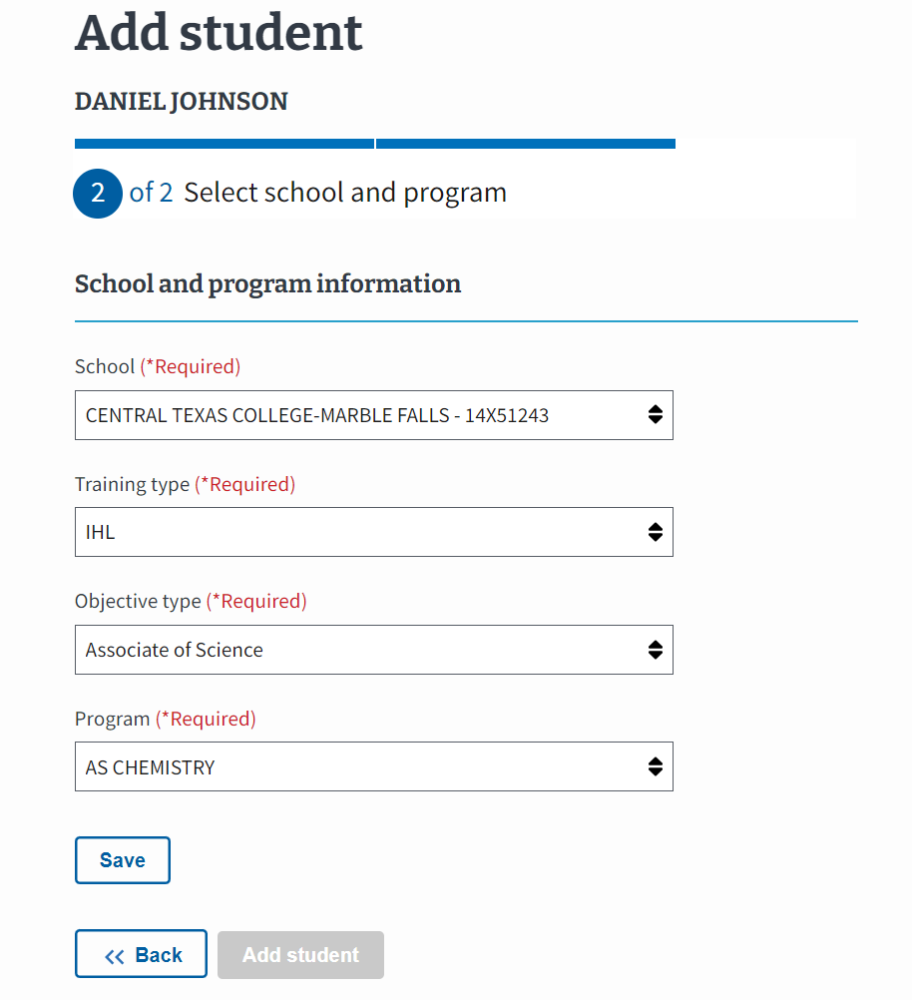 Add student
DANIEL JOHNSON
2 of 2 Select school and program
School and program information
School (*Required)
CENTRAL TEXAS COLLEGE-MARBLE FALLS - 14X51243
Training type (*Required)
IHL
Objective type (*Required)
Associate of Science
Program (*Required)
AS CHEMISTRY
Save
Back
Add student